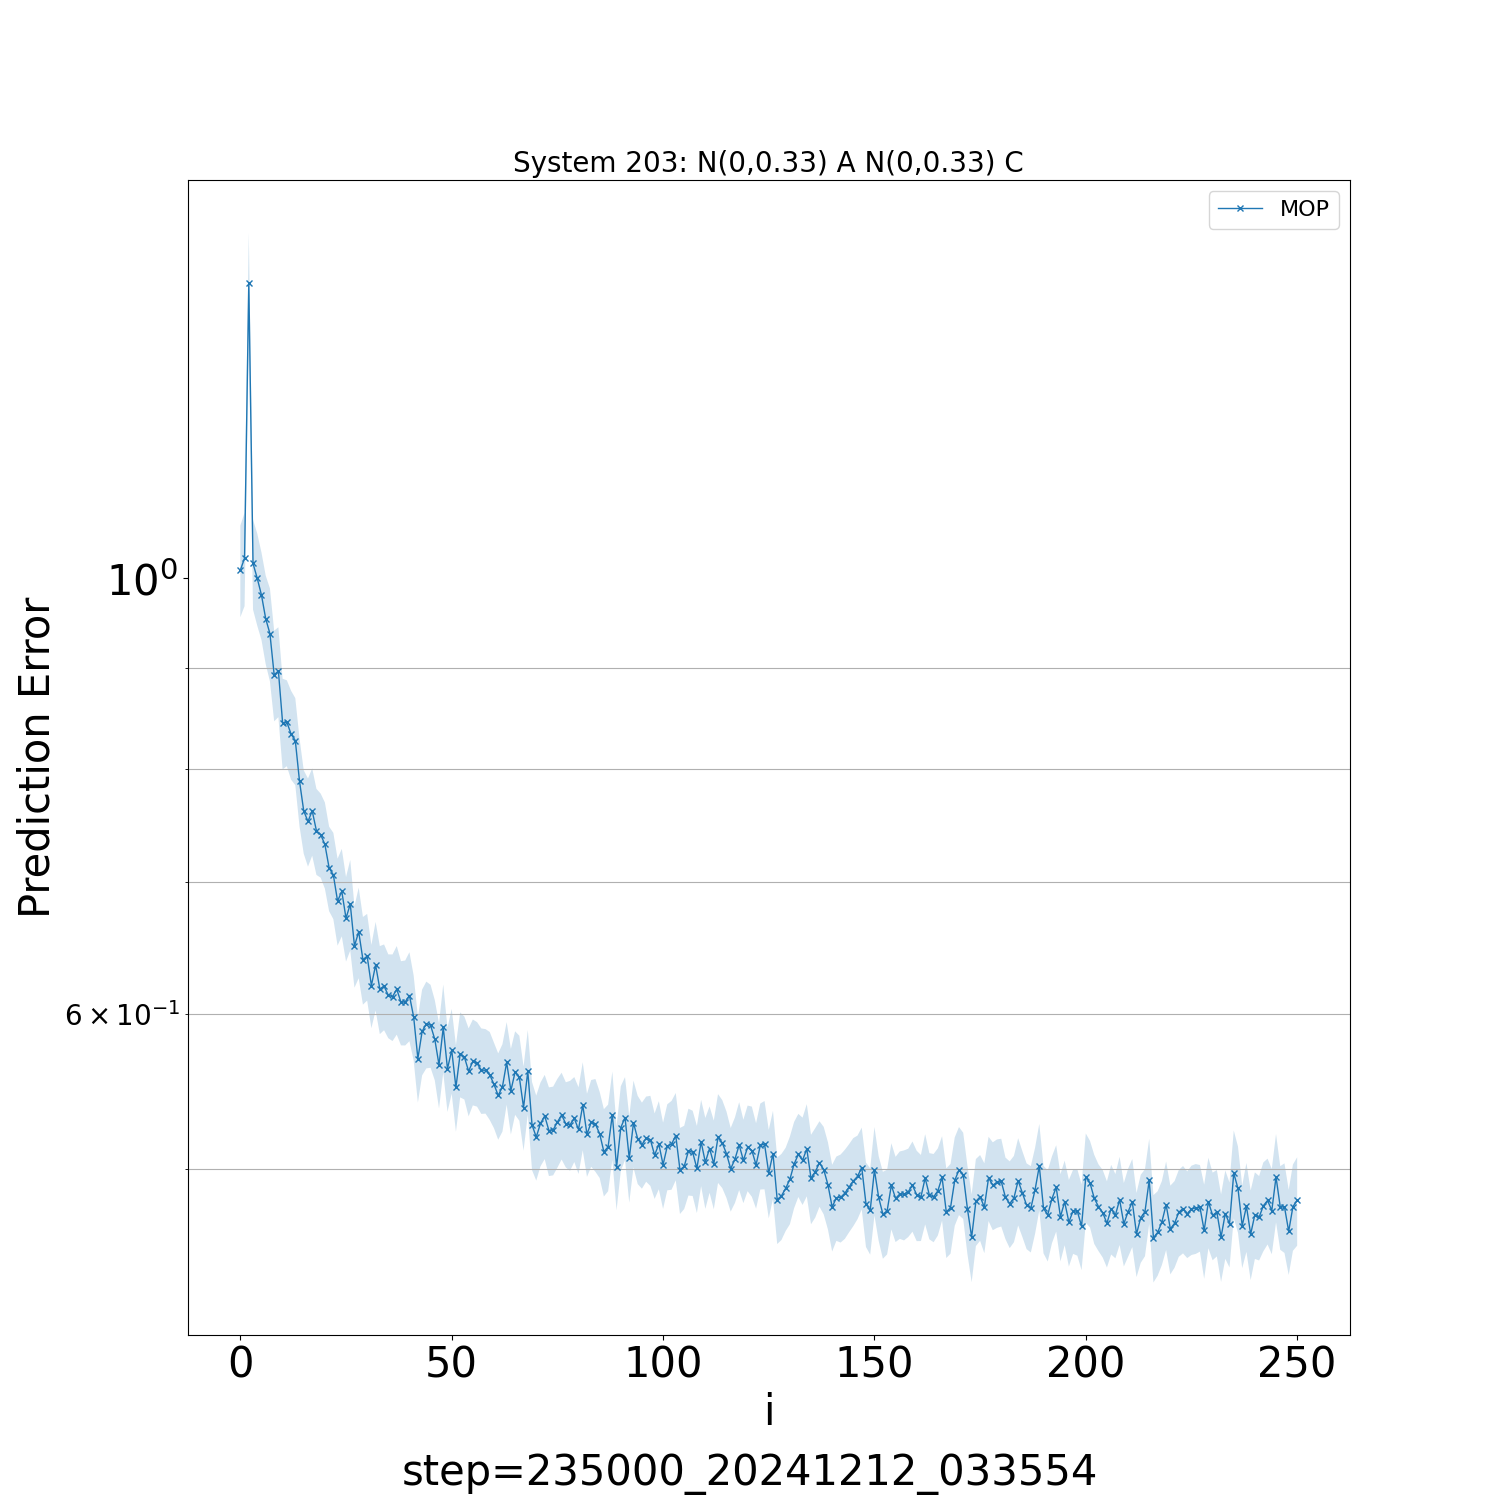 System 203: N(0,0.33) A N(0,0.33) C
MOP
10⁰
6 × 10⁻¹
Prediction Error
0 50 100 150 200 250
i
step=235000_20241212_033554